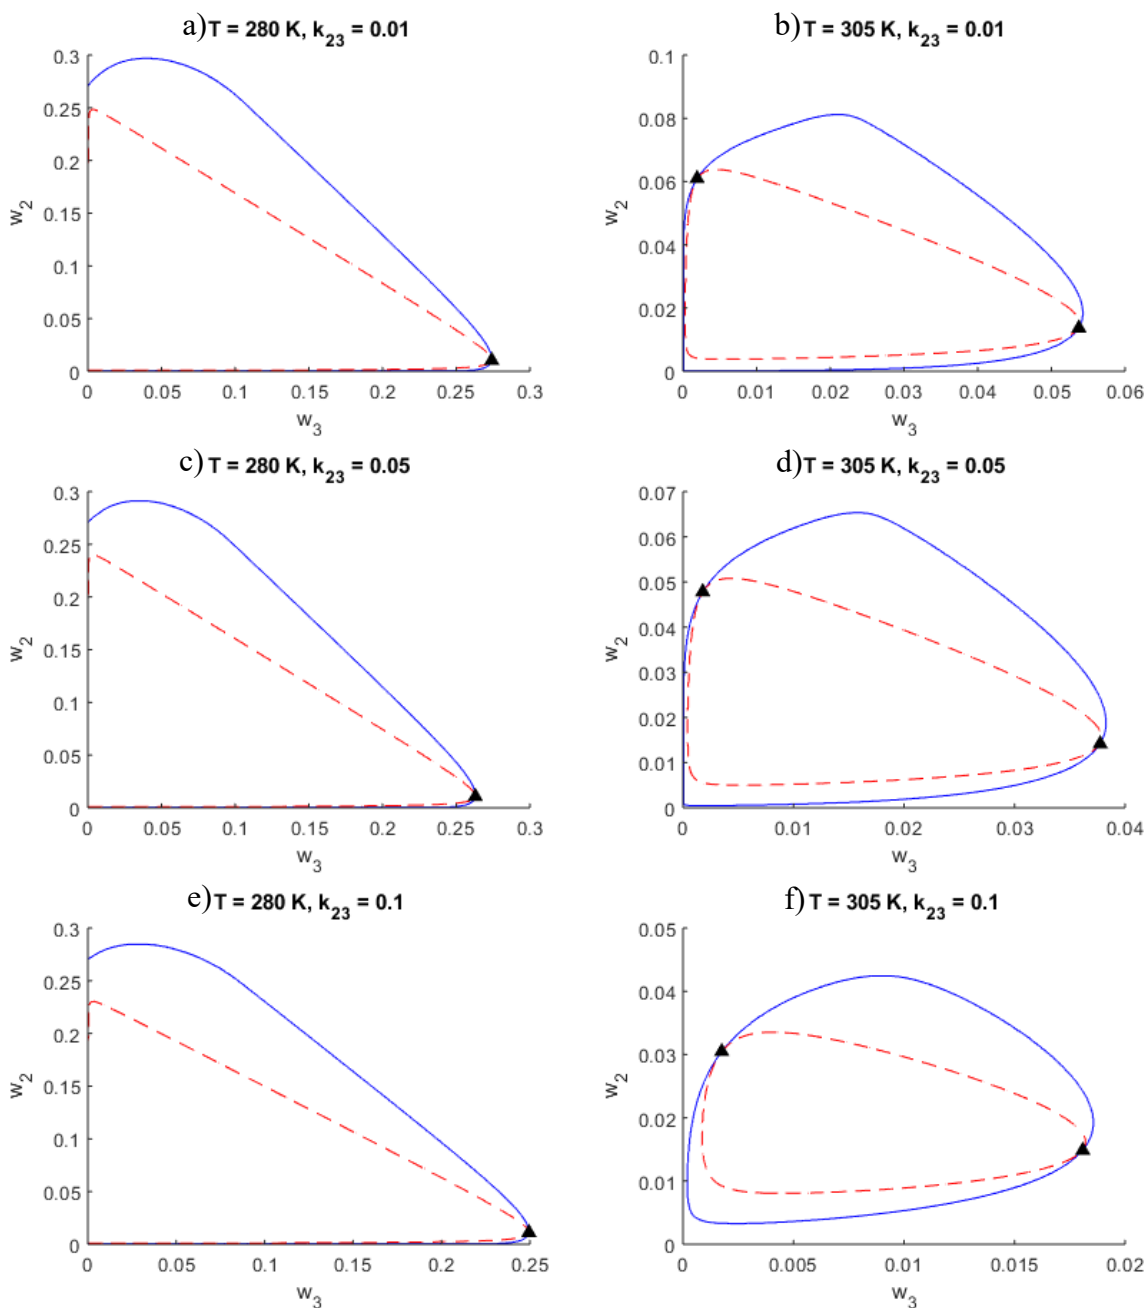 a) T = 280 K, k23 = 0.01
0.3
0.25
0.2
0.15
0.1
0.05
0
w2
0 0.05 0.1 0.15 0.2 0.25 0.3
w3
b) T = 305 K, k23 = 0.01
0.1
0.08
0.06
0.04
0.02
0
w2
0 0.01 0.02 0.03 0.04 0.05 0.06
w3
c) T = 280 K, k23 = 0.05
0.3
0.25
0.2
0.15
0.1
0.05
0
w2
0 0.05 0.1 0.15 0.2 0.25 0.3
w3
d) T = 305 K, k23 = 0.05
0.07
0.06
0.05
0.04
0.03
0.02
0.01
0
w2
0 0.01 0.02 0.03 0.04
w3
e) T = 280 K, k23 = 0.1
0.3
0.25
0.2
0.15
0.1
0.05
0
w2
0 0.05 0.1 0.15 0.2 0.25
w3
f) T = 305 K, k23 = 0.1
0.05
0.04
0.03
0.02
0.01
0
w2
0 0.005 0.01 0.015 0.02
w3